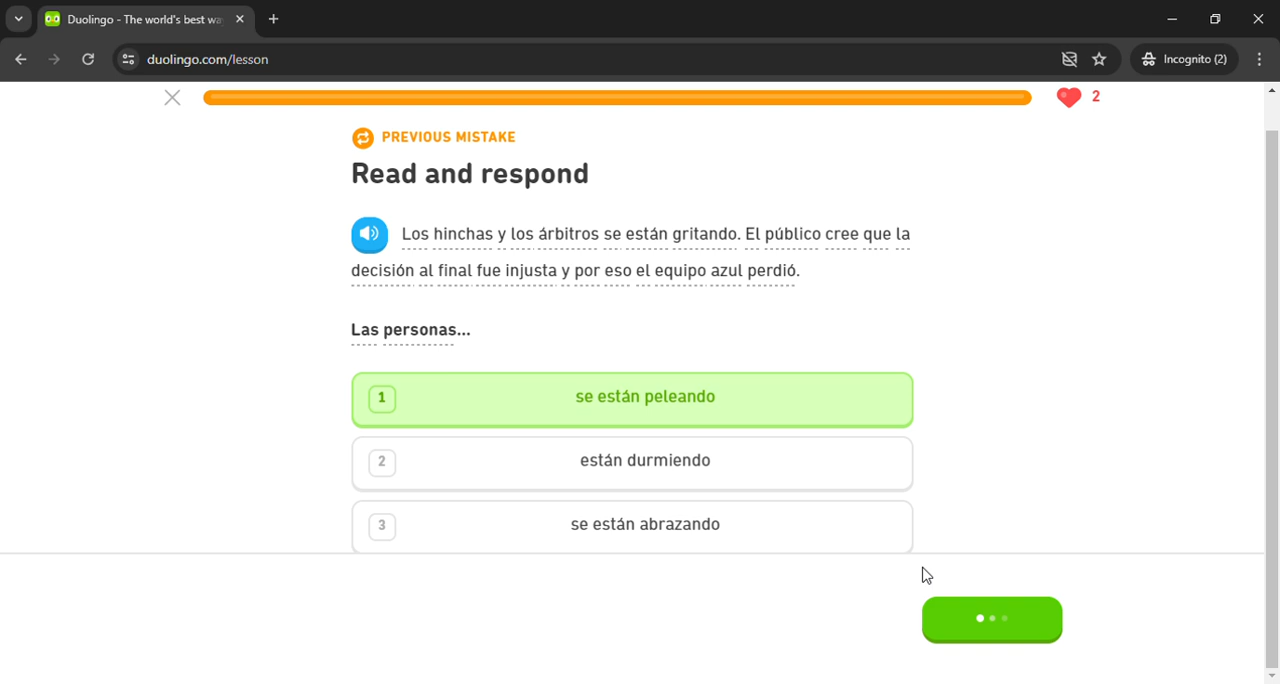 Duolingo - The world's best wa
duolingo.com/lesson
Incognito (2)
2
PREVIOUS MISTAKE
Read and respond
Los hinchas y los árbitros se están gritando. El público cree que la
decisión al final fue injusta y por eso el equipo azul perdió.
Las personas...
1 se están peleando
2 están durmiendo
3 se están abrazando